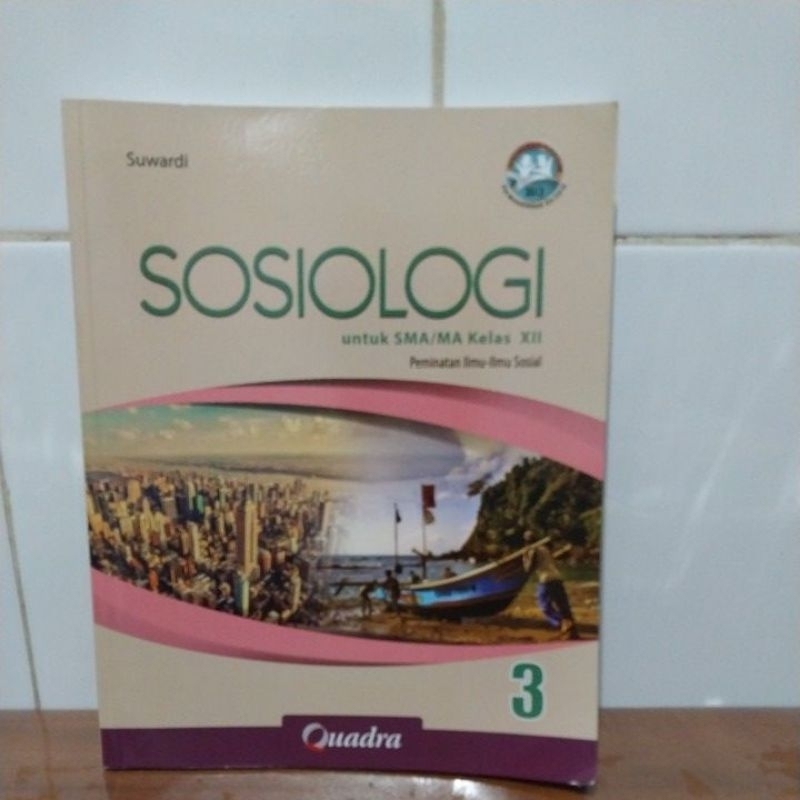 Suwardi
SOSIOLOGI
untuk SMA/MA Kelas XII
Peminatan Ilmu-Ilmu Sosial
3
Quadra